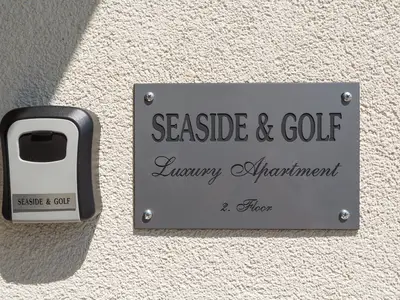 SEASIDE & GOLF
Luxury Apartment
2. Floor
SEASIDE & GOLF